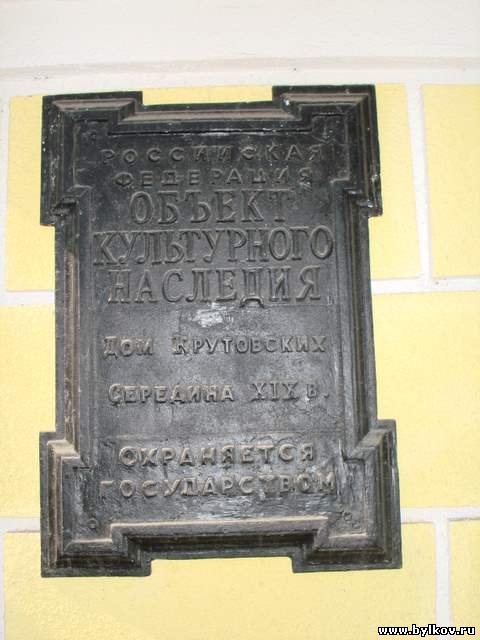 РОССИЙСКАЯ
ФЕДЕРАЦИЯ
ОБЪЕКТ
КУЛЬТУРНОГО
НАСЛЕДИЯ
ДОМ КРУТОВСКИХ
СЕРЕДИНА XIX В.
ОХРАНЯЕТСЯ
ГОСУДАРСТВОМ
www.bylkov.ru